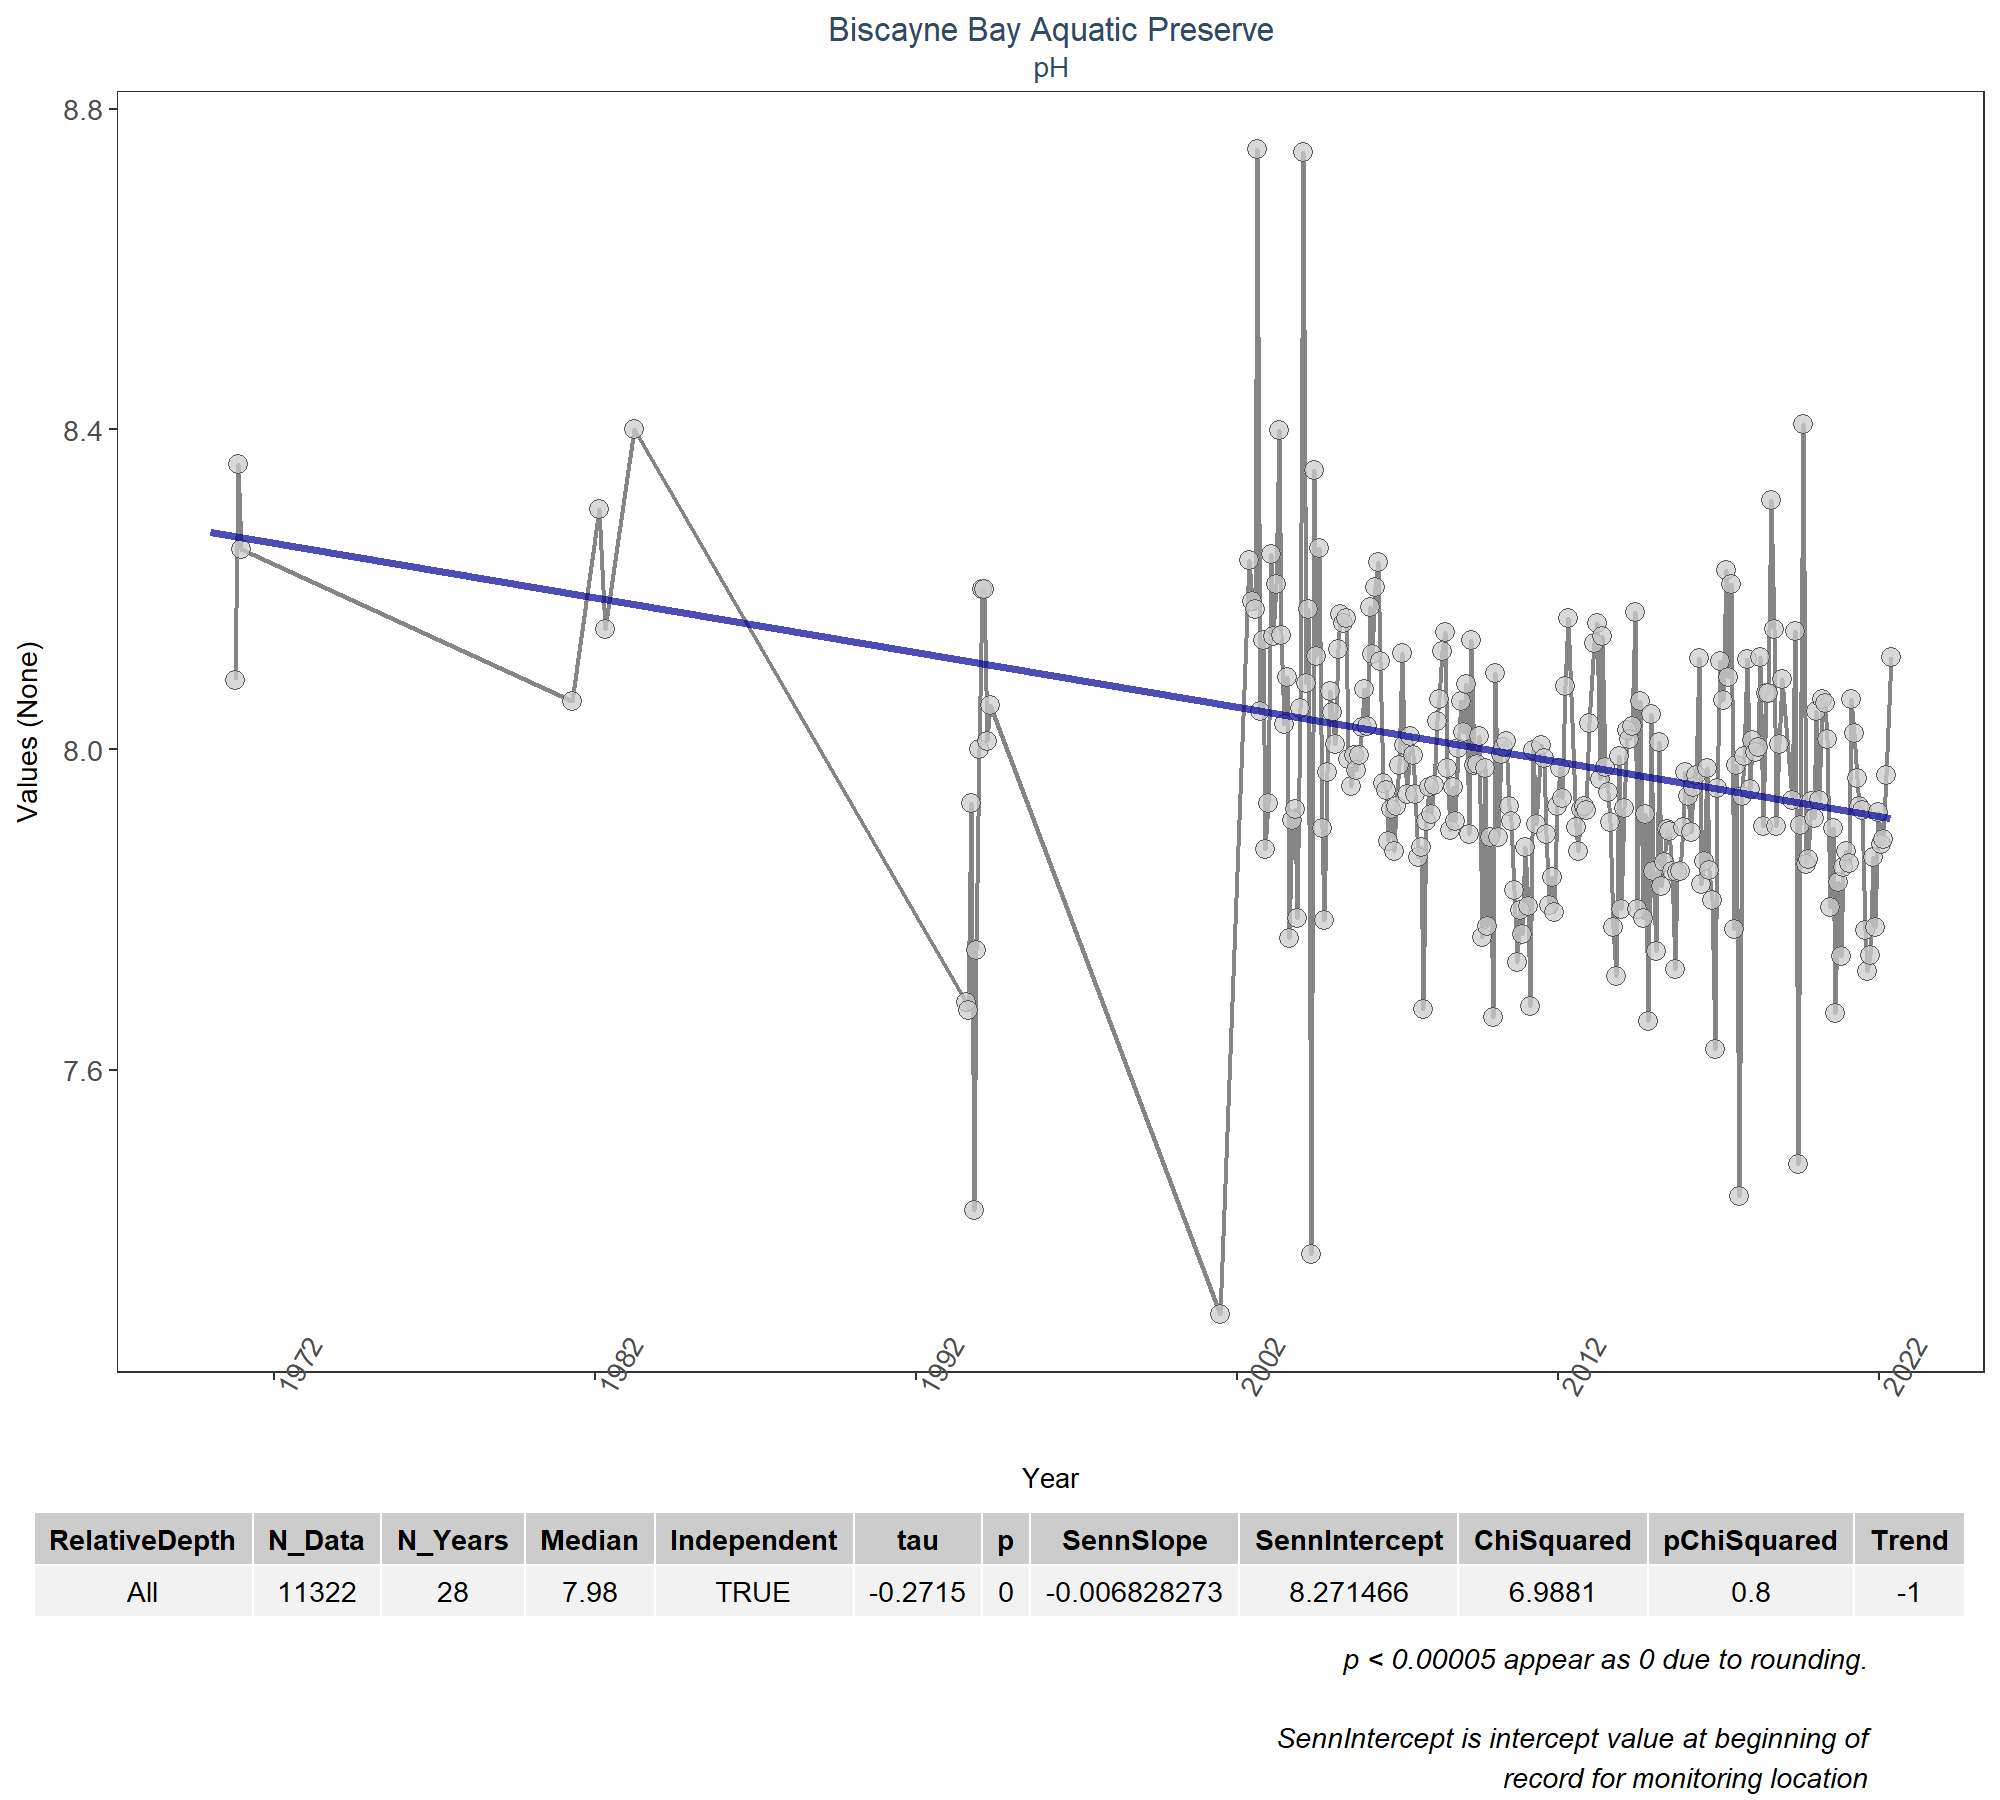 Biscayne Bay Aquatic Preserve
pH
8.8
8.4
8.0
7.6
Values (None)
1972 1982 1992 2002 2012 2022
Year
RelativeDepth N_Data N_Years Median Independent tau p SennSlope SennIntercept ChiSquared pChiSquared Trend
All 11322 28 7.98 TRUE -0.2715 0 -0.006828273 8.271466 6.9881 0.8 -1
p < 0.00005 appear as 0 due to rounding.
SennIntercept is intercept value at beginning of
record for monitoring location